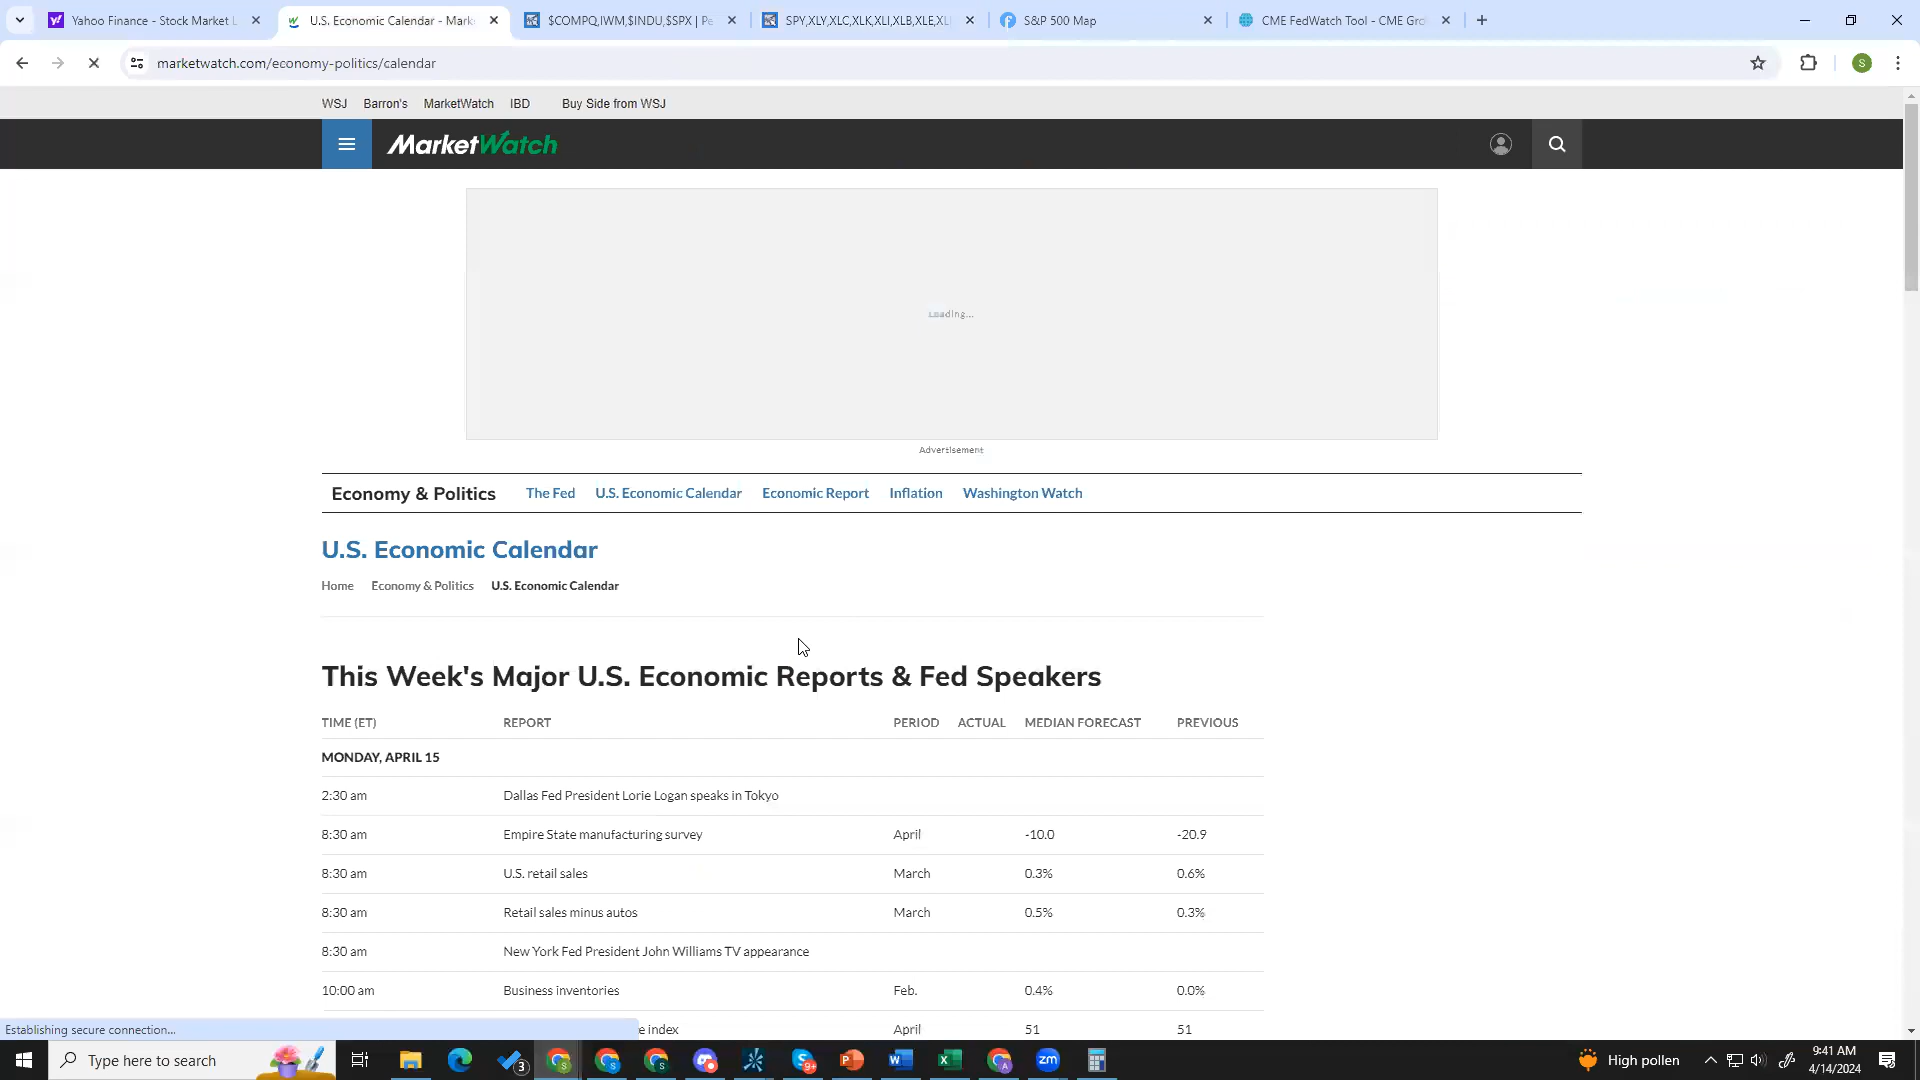 Yahoo Finance - Stock Market L
U.S. Economic Calendar - Mark
$COMPQ,IWM,$INDU,$SPX | Pe
SPY,XLY,XLC,XLK,XLI,XLB,XLE,XL
S&P 500 Map
CME FedWatch Tool - CME Gro
marketwatch.com/economy-politics/calendar
S
WSJ Barron's MarketWatch IBD Buy Side from WSJ
MarketWatch
Loading...
Advertisement
Economy & Politics The Fed U.S. Economic Calendar Economic Report Inflation Washington Watch
U.S. Economic Calendar
Home Economy & Politics U.S. Economic Calendar
This Week's Major U.S. Economic Reports & Fed Speakers
TIME (ET) REPORT PERIOD ACTUAL MEDIAN FORECAST PREVIOUS
MONDAY, APRIL 15
2:30 am Dallas Fed President Lorie Logan speaks in Tokyo
8:30 am Empire State manufacturing survey April -10.0 -20.9
8:30 am U.S. retail sales March 0.3% 0.6%
8:30 am Retail sales minus autos March 0.5% 0.3%
8:30 am New York Fed President John Williams TV appearance
10:00 am Business inventories Feb. 0.4% 0.0%
e index April 51 51
Establishing secure connection...
Type here to search
3
High pollen
9:41 AM
4/14/2024